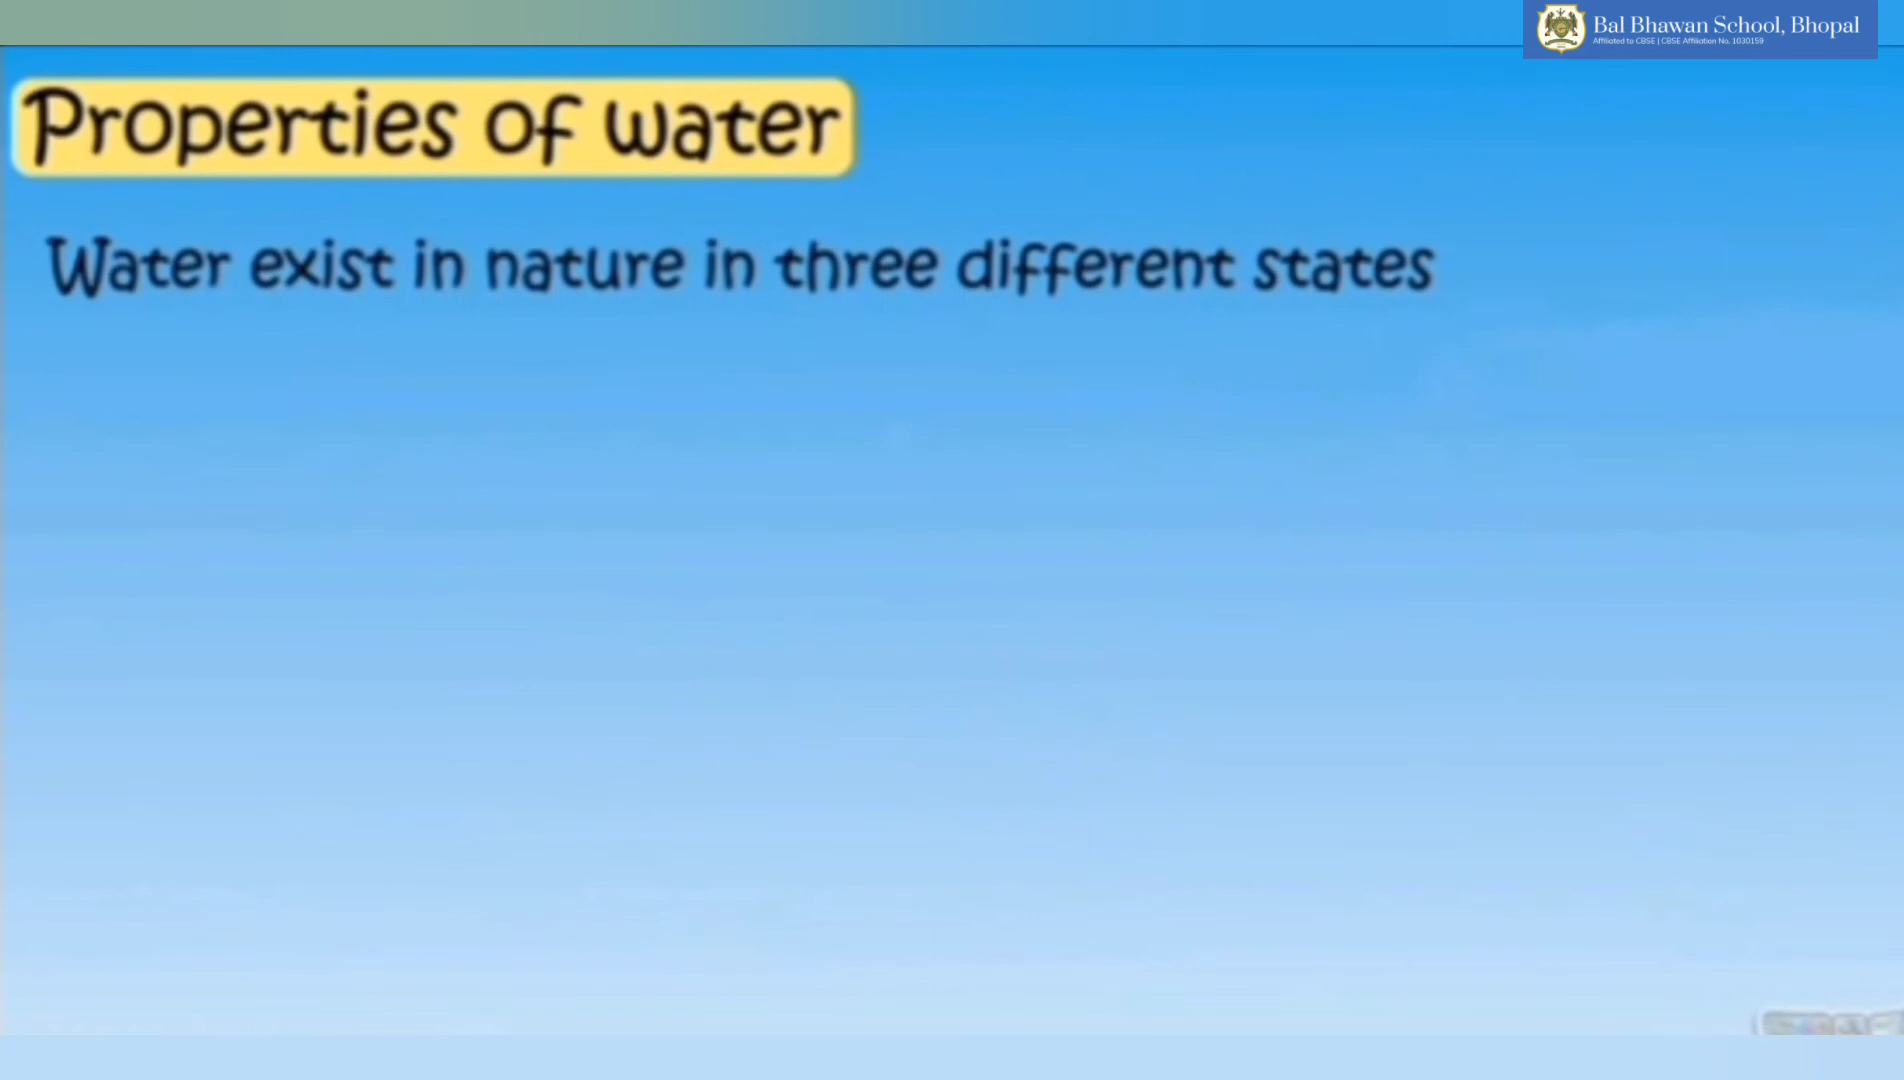 Bal Bhawan School, Bhopal
Affiliated to CBSE | CBSE Affiliation No. 1030159
Properties of water
Water exist in nature in three different states